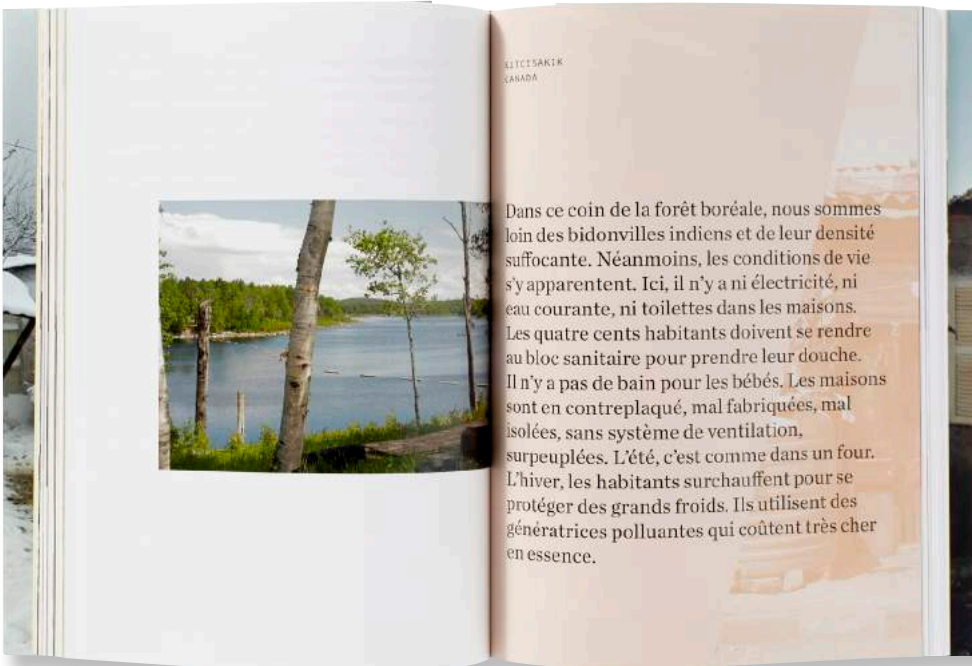 KITCISAKIK
CANADA
Dans ce coin de la forêt boréale, nous sommes
loin des bidonvilles indiens et de leur densité
suffocante. Néanmoins, les conditions de vie
s'y apparentent. Ici, il n'y a ni électricité, ni
eau courante, ni toilettes dans les maisons.
Les quatre cents habitants doivent se rendre
au bloc sanitaire pour prendre leur douche.
Il n'y a pas de bain pour les bébés. Les maisons
sont en contreplaqué, mal fabriquées, mal
isolées, sans système de ventilation,
surpeuplées. L'été, c'est comme dans un four.
L'hiver, les habitants surchauffent pour se
protéger des grands froids. Ils utilisent des
génératrices polluantes qui coûtent très cher
en essence.